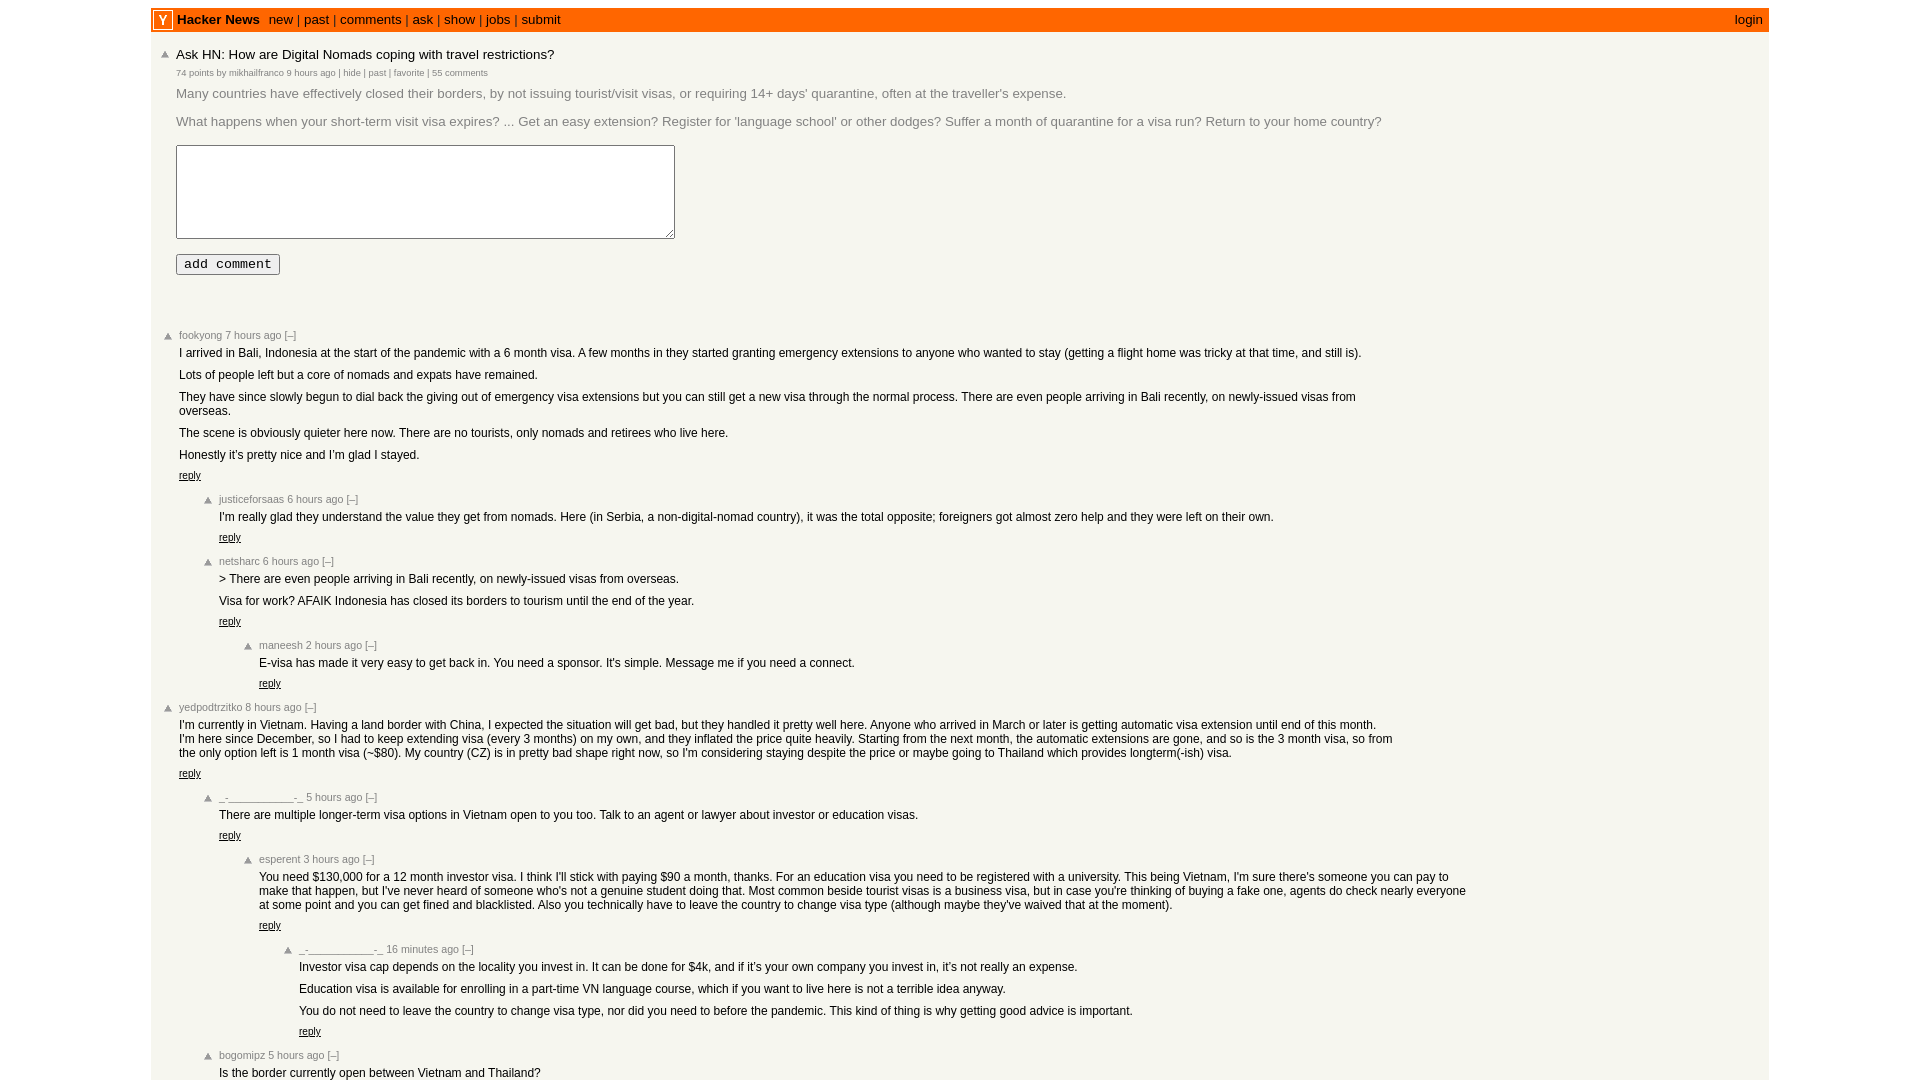 Y Hacker News new | past | comments | ask | show | jobs | submit login
Ask HN: How are Digital Nomads coping with travel restrictions?
74 points by mikhailfranco 9 hours ago | hide | past | favorite | 55 comments
Many countries have effectively closed their borders, by not issuing tourist/visit visas, or requiring 14+ days' quarantine, often at the traveller's expense.
What happens when your short-term visit visa expires? ... Get an easy extension? Register for 'language school' or other dodges? Suffer a month of quarantine for a visa run? Return to your home country?
add comment
fookyong 7 hours ago [–]
I arrived in Bali, Indonesia at the start of the pandemic with a 6 month visa. A few months in they started granting emergency extensions to anyone who wanted to stay (getting a flight home was tricky at that time, and still is).
Lots of people left but a core of nomads and expats have remained.
They have since slowly begun to dial back the giving out of emergency visa extensions but you can still get a new visa through the normal process. There are even people arriving in Bali recently, on newly-issued visas from
overseas.
The scene is obviously quieter here now. There are no tourists, only nomads and retirees who live here.
Honestly it’s pretty nice and I’m glad I stayed.
reply
justiceforsaas 6 hours ago [–]
I'm really glad they understand the value they get from nomads. Here (in Serbia, a non-digital-nomad country), it was the total opposite; foreigners got almost zero help and they were left on their own.
reply
netsharc 6 hours ago [–]
> There are even people arriving in Bali recently, on newly-issued visas from overseas.
Visa for work? AFAIK Indonesia has closed its borders to tourism until the end of the year.
reply
maneesh 2 hours ago [–]
E-visa has made it very easy to get back in. You need a sponsor. It's simple. Message me if you need a connect.
reply
yedpodtrzitko 8 hours ago [–]
I'm currently in Vietnam. Having a land border with China, I expected the situation will get bad, but they handled it pretty well here. Anyone who arrived in March or later is getting automatic visa extension until end of this month.
I'm here since December, so I had to keep extending visa (every 3 months) on my own, and they inflated the price quite heavily. Starting from the next month, the automatic extensions are gone, and so is the 3 month visa, so from
the only option left is 1 month visa (~$80). My country (CZ) is in pretty bad shape right now, so I'm considering staying despite the price or maybe going to Thailand which provides longterm(-ish) visa.
reply
_-____________-_ 5 hours ago [–]
There are multiple longer-term visa options in Vietnam open to you too. Talk to an agent or lawyer about investor or education visas.
reply
esperent 3 hours ago [–]
You need $130,000 for a 12 month investor visa. I think I'll stick with paying $90 a month, thanks. For an education visa you need to be registered with a university. This being Vietnam, I'm sure there's someone you can pay to
make that happen, but I've never heard of someone who's not a genuine student doing that. Most common beside tourist visas is a business visa, but in case you're thinking of buying a fake one, agents do check nearly everyone
at some point and you can get fined and blacklisted. Also you technically have to leave the country to change visa type (although maybe they've waived that at the moment).
reply
_-____________-_ 16 minutes ago [–]
Investor visa cap depends on the locality you invest in. It can be done for $4k, and if it’s your own company you invest in, it’s not really an expense.
Education visa is available for enrolling in a part-time VN language course, which if you want to live here is not a terrible idea anyway.
You do not need to leave the country to change visa type, nor did you need to before the pandemic. This kind of thing is why getting good advice is important.
reply
bogomipz 5 hours ago [–]
Is the border currently open between Vietnam and Thailand?